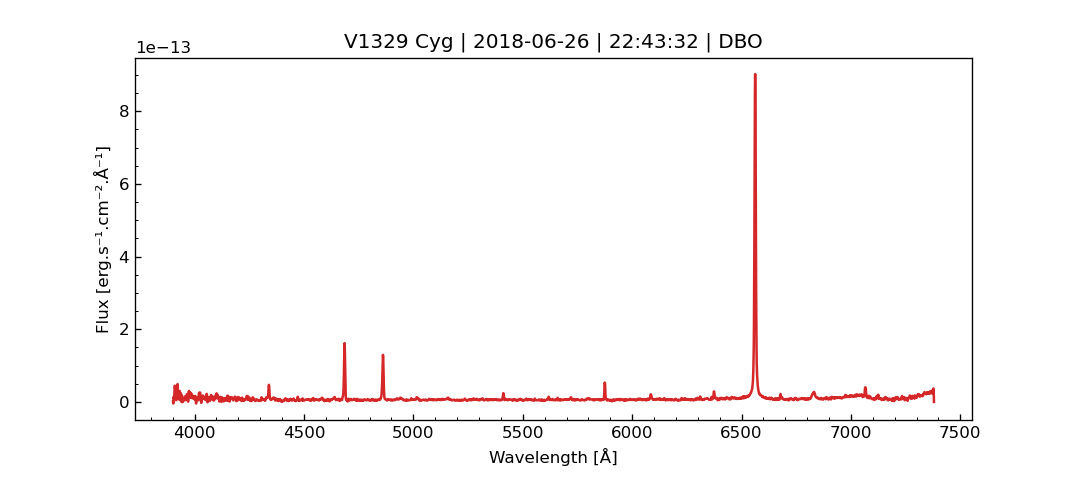 V1329 Cyg | 2018-06-26 | 22:43:32 | DBO
1e−13
8
6
4
2
0
Flux [erg.s⁻¹.cm⁻².Å⁻¹]
4000 4500 5000 5500 6000 6500 7000 7500
Wavelength [Å]